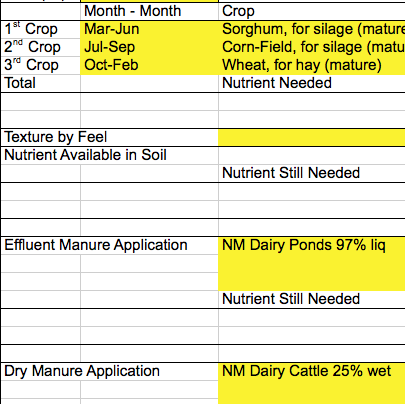 Month - Month Crop
1st Crop Mar-Jun Sorghum, for silage (mature
2nd Crop Jul-Sep Corn-Field, for silage (matu
3rd Crop Oct-Feb Wheat, for hay (mature)
Total Nutrient Needed
Texture by Feel
Nutrient Available in Soil
Nutrient Still Needed
Effluent Manure Application NM Dairy Ponds 97% liq
Nutrient Still Needed
Dry Manure Application NM Dairy Cattle 25% wet